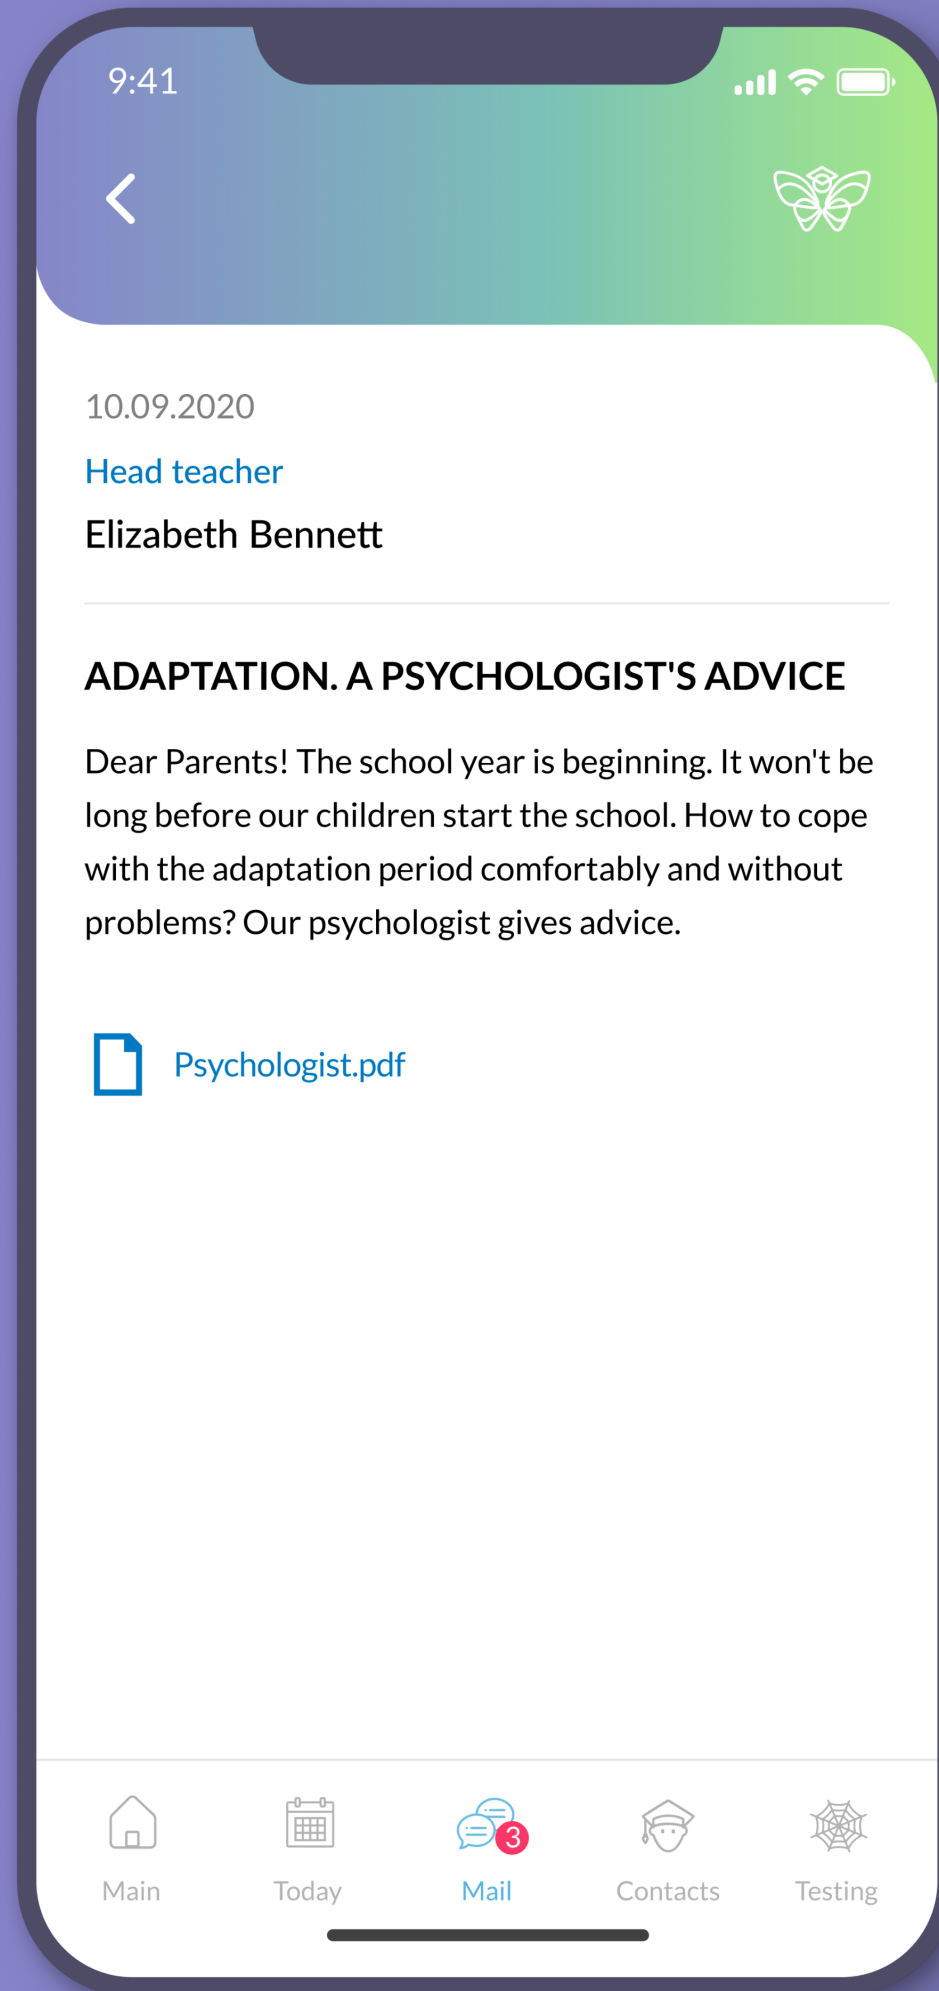 9:41
10.09.2020
Head teacher
Elizabeth Bennett
ADAPTATION. A PSYCHOLOGIST'S ADVICE
Dear Parents! The school year is beginning. It won't be
long before our children start the school. How to cope
with the adaptation period comfortably and without
problems? Our psychologist gives advice.
Psychologist.pdf
3
Main Today Mail Contacts Testing